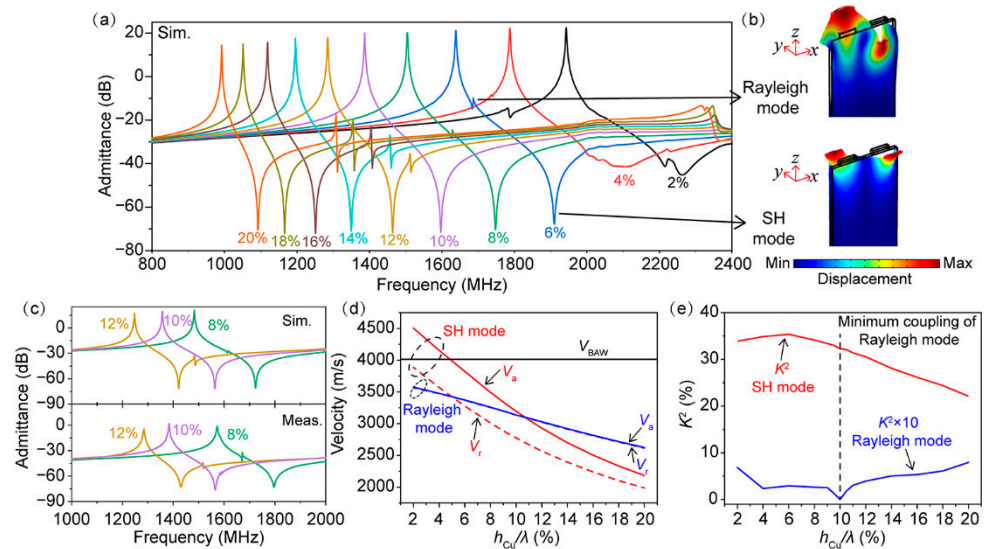 (a)
Sim.
Admittance (dB)
20
0
−20
−40
−60
−80
20%
18%
16%
14%
12%
10%
8%
6%
4%
2%
800
1000
1200
1400
1600
1800
2000
2200
2400
Frequency (MHz)
(b)
z
y
x
Rayleigh
mode
z
y
x
SH
mode
Min
Max
Displacement
(c)
Sim.
12%
10%
8%
0
−30
−60
−90
Meas.
12%
10%
8%
0
−30
−60
−90
Admittance (dB)
1000
1200
1400
1600
1800
2000
Frequency (MHz)
(d)
Velocity (m/s)
4500
4000
3500
3000
2500
2000
SH mode
V_BAW
V_a
Rayleigh
mode
V_r
V_a
V_r
2 4 6 8 10 12 14 16 18 20
h_Cu/λ (%)
(e)
K² (%)
40
30
20
10
0
Minimum coupling of
Rayleigh mode
K²
SH mode
K²×10
Rayleigh mode
2 4 6 8 10 12 14 16 18 20
h_Cu/λ (%)